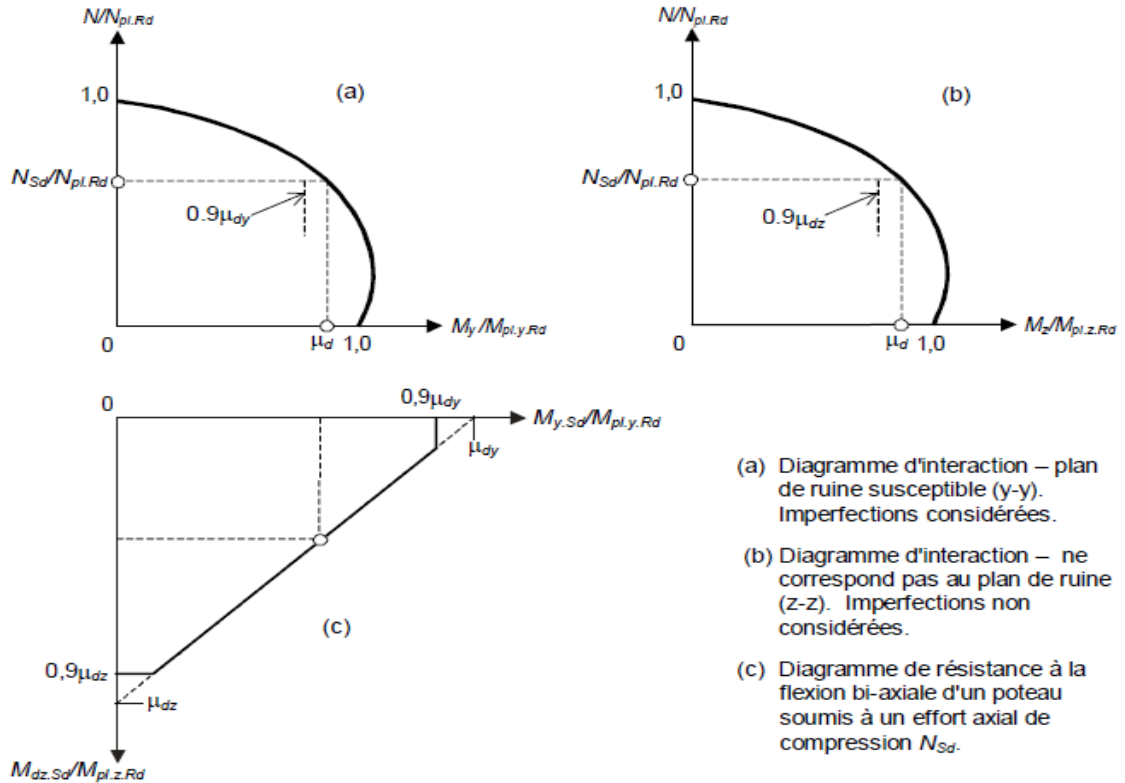 N/Npl.Rd
1,0
(a)
NSd/Npl.Rd
0.9μdy
0
μd
1,0
My/Mpl.y.Rd
N/Npl.Rd
1,0
(b)
NSd/Npl.Rd
0.9μdz
0
μd
1,0
Mz/Mpl.z.Rd
0
0,9μdy
My.Sd/Mpl.y.Rd
μdy
(c)
0,9μdz
μdz
Mdz.Sd/Mpl.z.Rd
(a) Diagramme d'interaction – plan
de ruine susceptible (y-y).
Imperfections considérées.
(b) Diagramme d'interaction – ne
correspond pas au plan de ruine
(z-z). Imperfections non
considérées.
(c) Diagramme de résistance à la
flexion bi-axiale d'un poteau
soumis à un effort axial de
compression NSd.